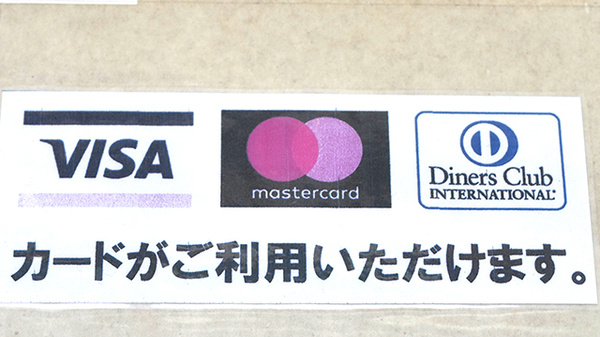 VISA
mastercard
Diners Club
INTERNATIONAL
カードがご利用いただけます。